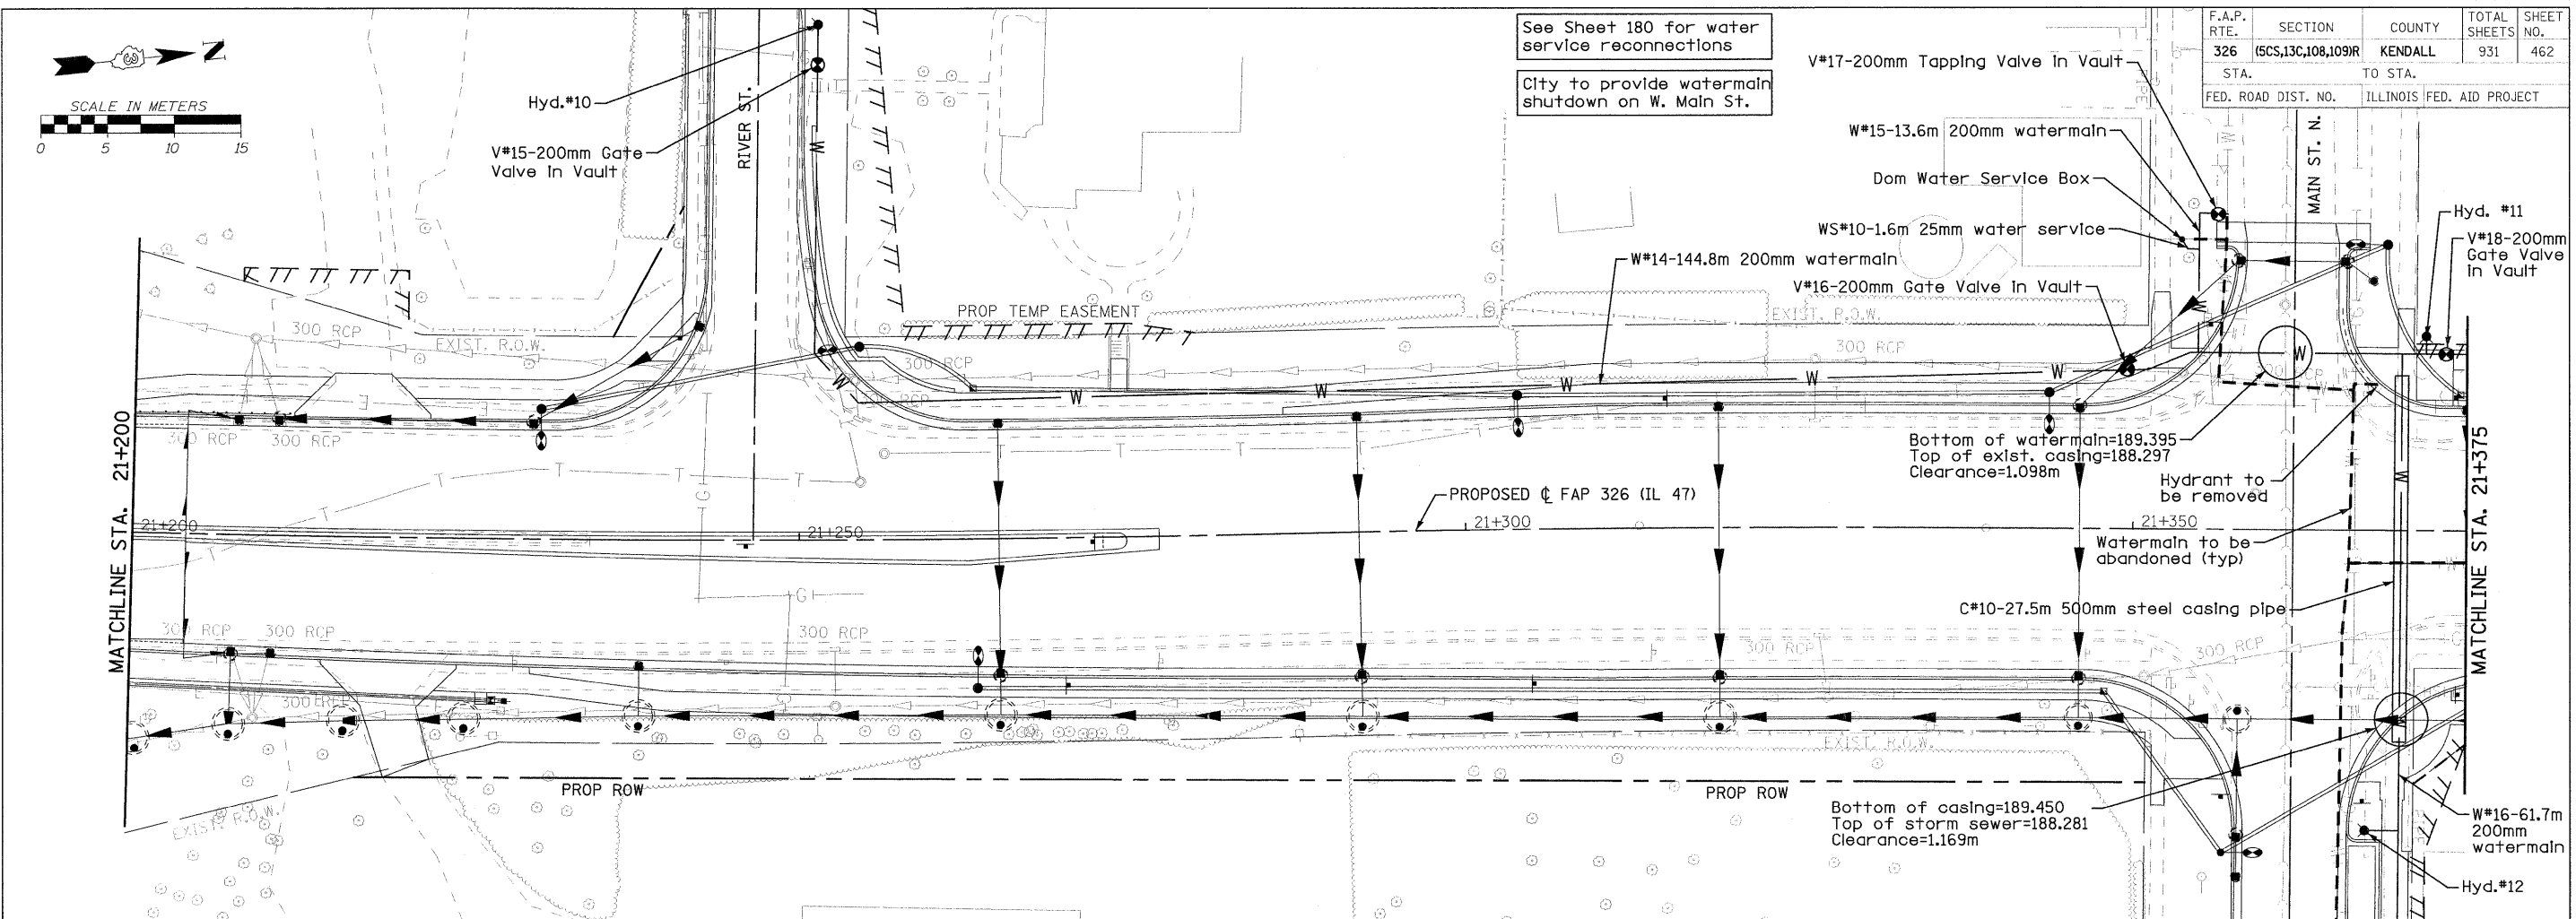 F.A.P. RTE.
SECTION
COUNTY
TOTAL SHEETS
SHEET NO.
326
(5CS,13C,108,109)R
KENDALL
931
462
STA.
TO STA.
FED. ROAD DIST. NO.
ILLINOIS
FED. AID PROJECT
N
3
SCALE IN METERS
0 5 10 15
See Sheet 180 for water
service reconnections
City to provide watermain
shutdown on W. Main St.
Hyd.#10
V#15-200mm Gate
Valve in Vault
RIVER ST.
V#17-200mm Tapping Valve in Vault
W#15-13.6m 200mm watermain
Dom Water Service Box
WS#10-1.6m 25mm water service
W#14-144.8m 200mm watermain
V#16-200mm Gate Valve in Vault
MAIN ST. N.
Hyd. #11
V#18-200mm
Gate Valve
in Vault
PROP TEMP EASEMENT
EXIST. R.O.W.
300 RCP
EXIST. R.O.W.
300 RCP
300 RCP
300 RCP
300 RCP
W
W
W
W
W
W
W
W
Bottom of watermain=189.395
Top of exist. casing=188.297
Clearance=1.098m
Hydrant to
be removed
MATCHLINE STA. 21+200
MATCHLINE STA. 21+375
PROPOSED ℄ FAP 326 (IL 47)
21+200
21+250
21+300
21+350
Watermain to be
abandoned (typ)
C#10-27.5m 500mm steel casing pipe
300 RCP
300 RCP
300 RCP
300 RCP
300 RCP
EXIST. R.O.W.
EXIST. R.O.W.
PROP ROW
PROP ROW
Bottom of casing=189.450
Top of storm sewer=188.281
Clearance=1.169m
W#16-61.7m
200mm
watermain
Hyd.#12